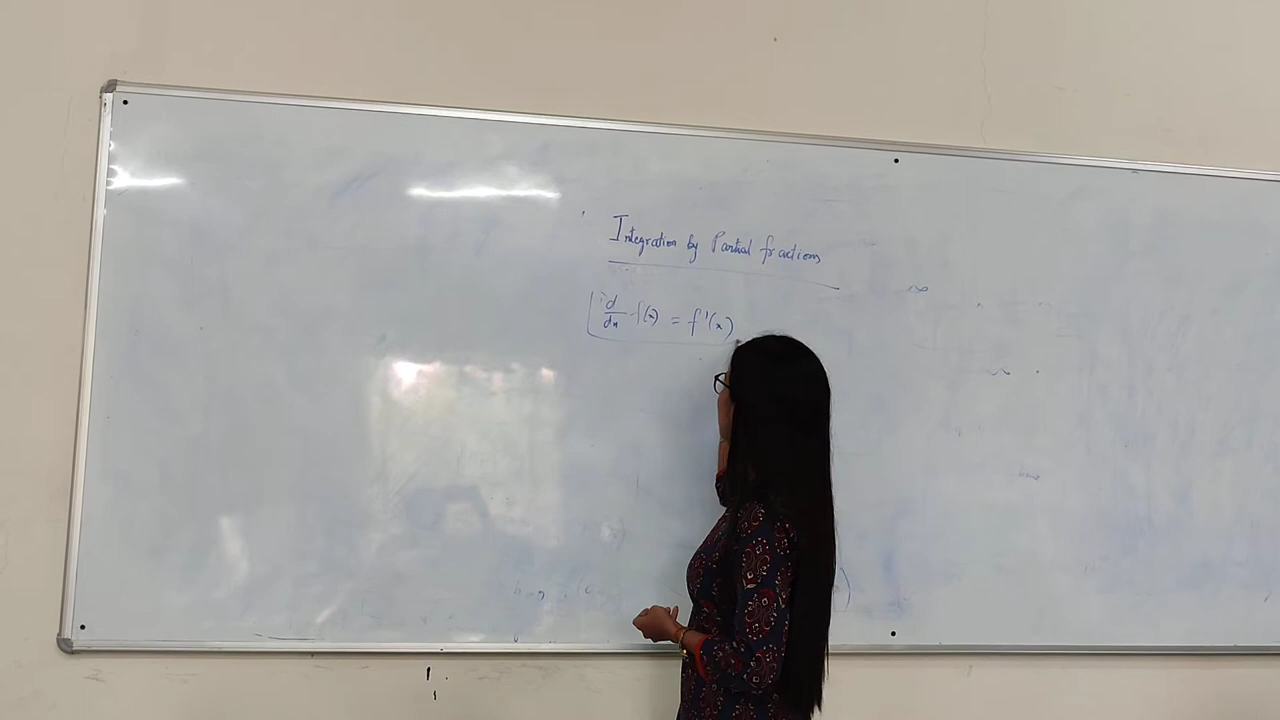 Integration by Partial fractions
d/dx f(x) = f'(x)